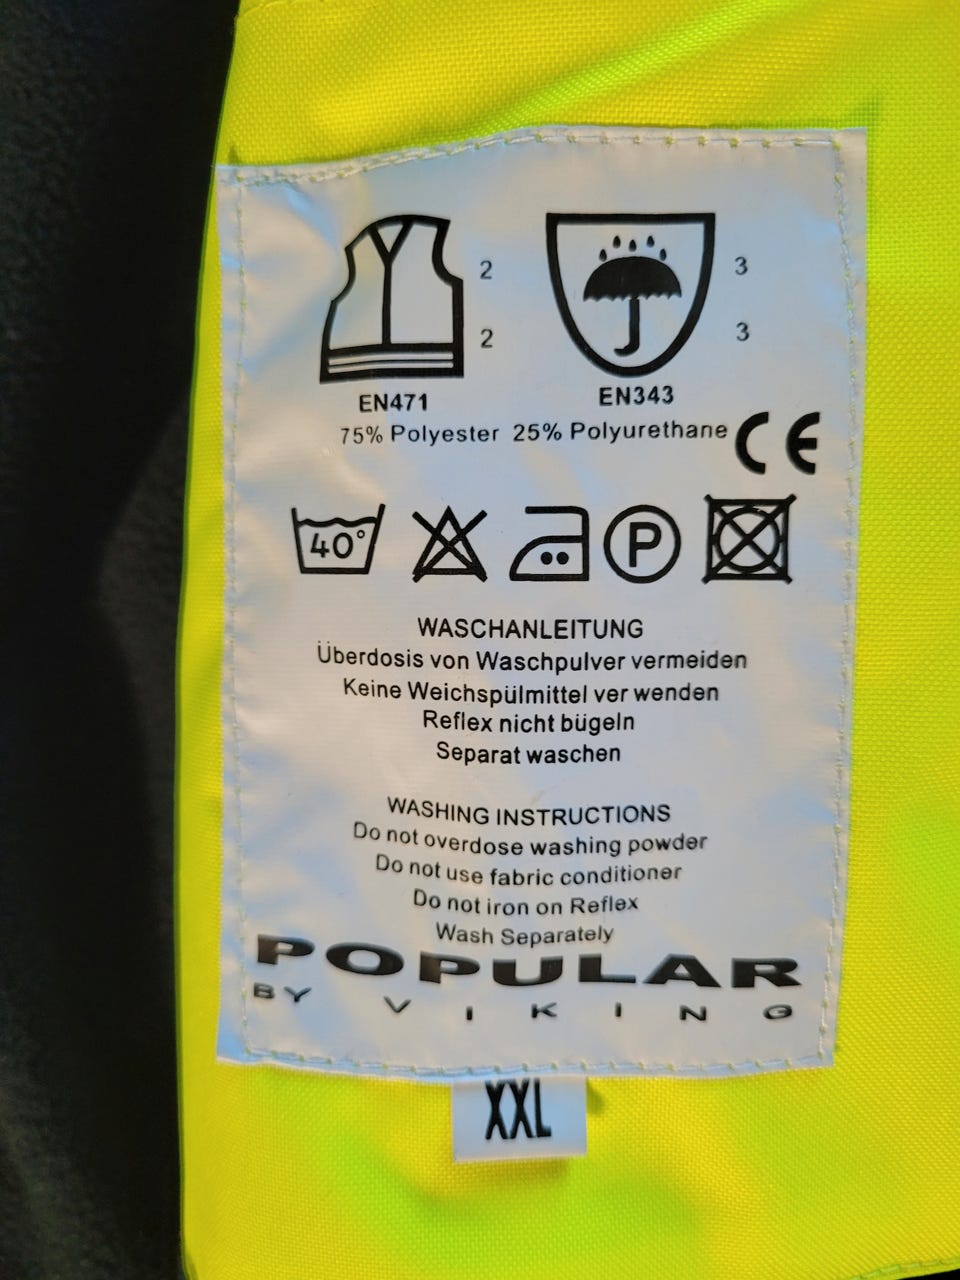 2
2
EN471
3
3
EN343
75% Polyester 25% Polyurethane
CE
40°
P
WASCHANLEITUNG
Überdosis von Waschpulver vermeiden
Keine Weichspülmittel ver wenden
Reflex nicht bügeln
Separat waschen
WASHING INSTRUCTIONS
Do not overdose washing powder
Do not use fabric conditioner
Do not iron on Reflex
Wash Separately
POPULAR
BY VIKING
XXL